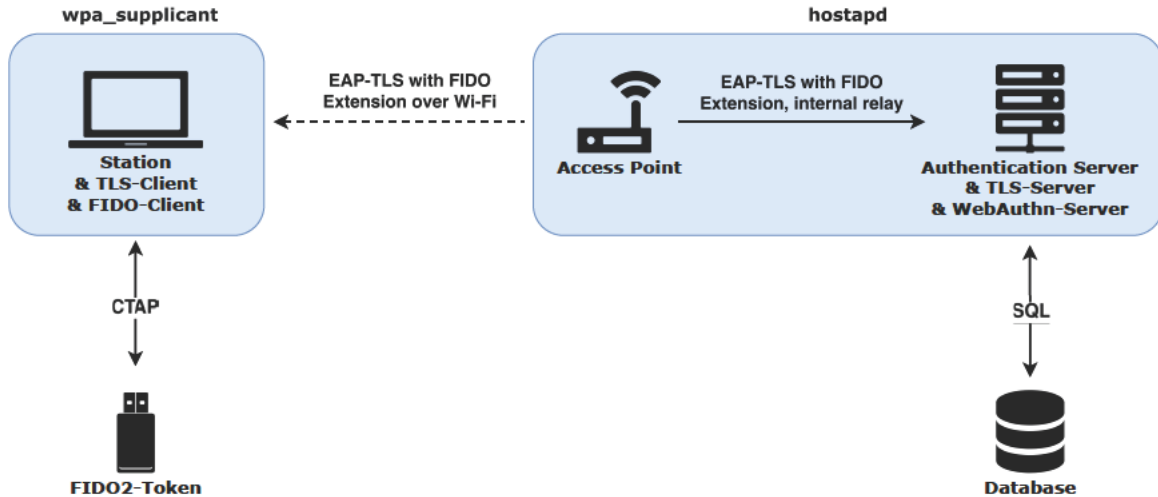 wpa_supplicant
hostapd
EAP-TLS with FIDO
Extension over Wi-Fi
EAP-TLS with FIDO
Extension, internal relay
Station
& TLS-Client
& FIDO-Client
Access Point
Authentication Server
& TLS-Server
& WebAuthn-Server
CTAP
SQL
FIDO2-Token
Database